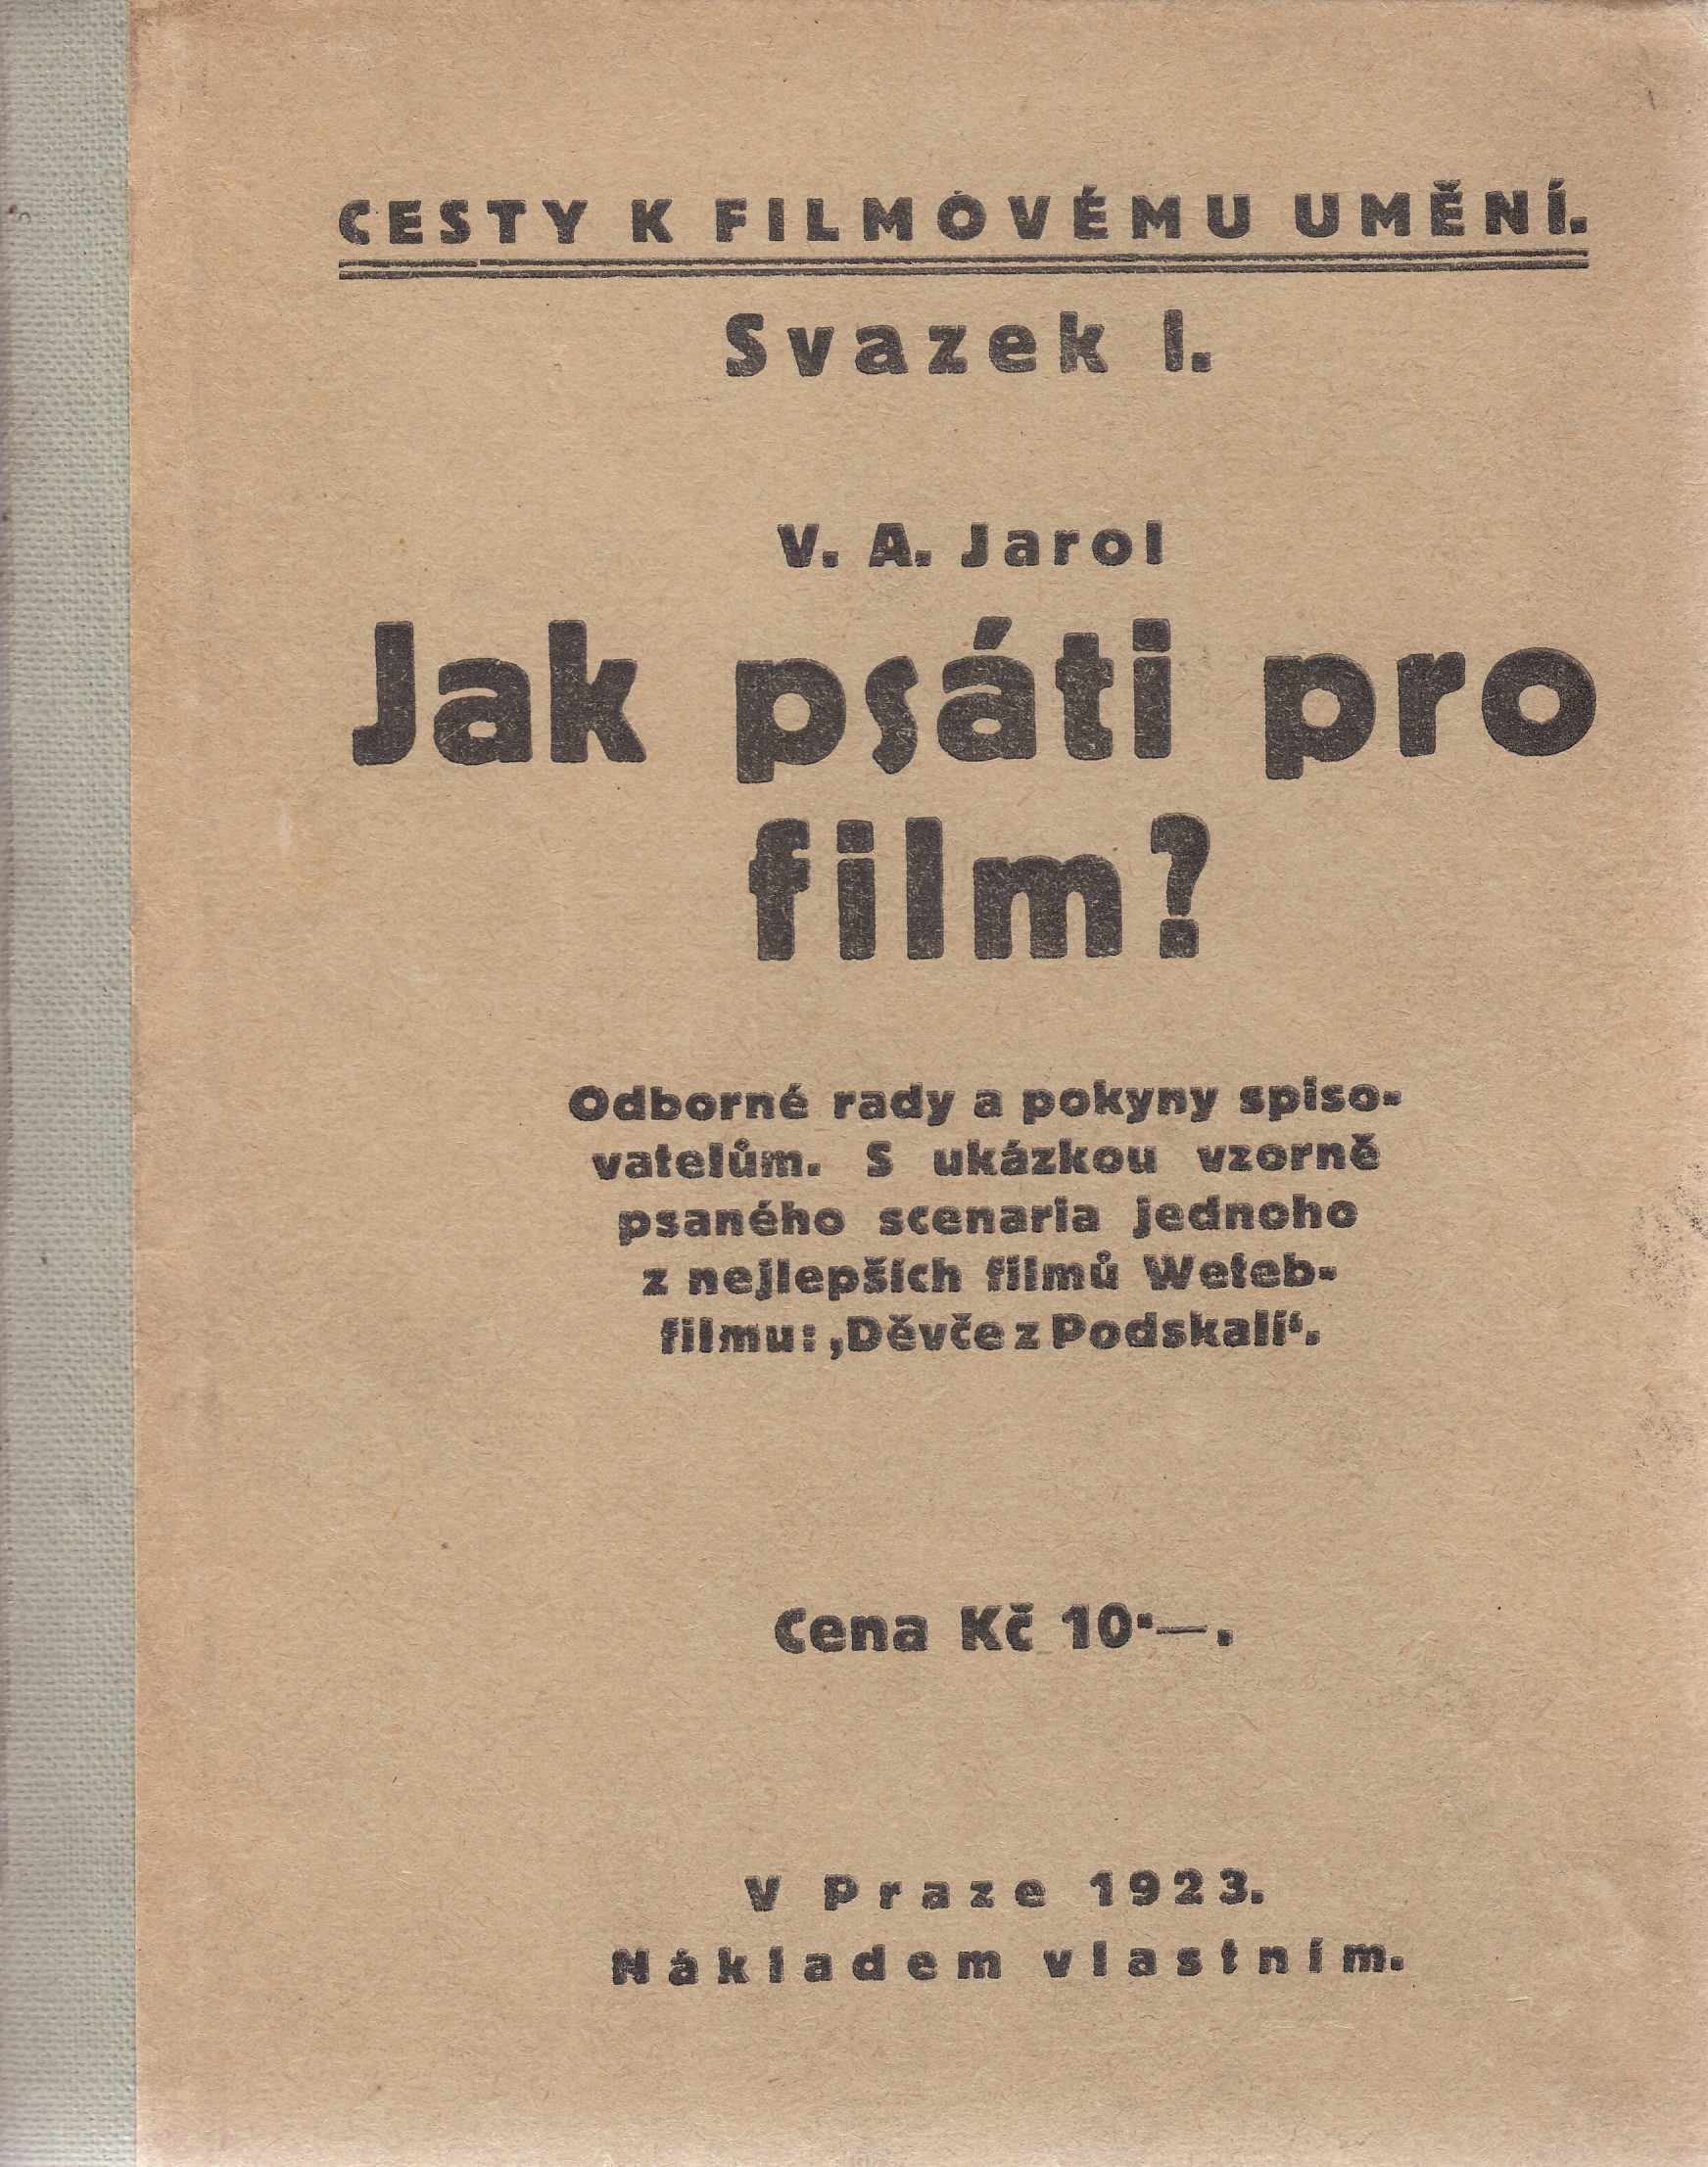 CESTY K FILMOVÉMU UMĚNÍ.
Svazek I.
V. A. Jarol
Jak psáti pro
film?
Odborné rady a pokyny spiso-
vatelům. S ukázkou vzorně
psaného scenaria jednoho
z nejlepších filmů Weteb-
filmu: ‚Děvče z Podskalí‘.
Cena Kč 10·—.
V Praze 1923.
Nákladem vlastním.